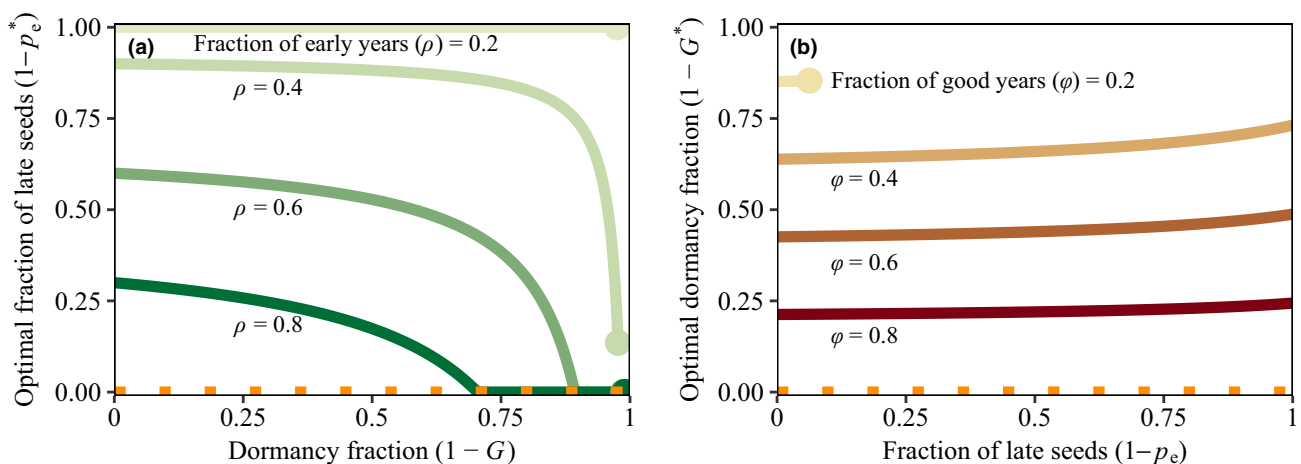 Optimal fraction of late seeds (1−p*e)
1.00
0.75
0.50
0.25
0.00
(a)
Fraction of early years (ρ) = 0.2
ρ = 0.4
ρ = 0.6
ρ = 0.8
0
0.25
0.5
0.75
1
Dormancy fraction (1 − G)
Optimal dormancy fraction (1 − G*)
1.00
0.75
0.50
0.25
0.00
(b)
Fraction of good years (φ) = 0.2
φ = 0.4
φ = 0.6
φ = 0.8
0
0.25
0.5
0.75
1
Fraction of late seeds (1−pe)